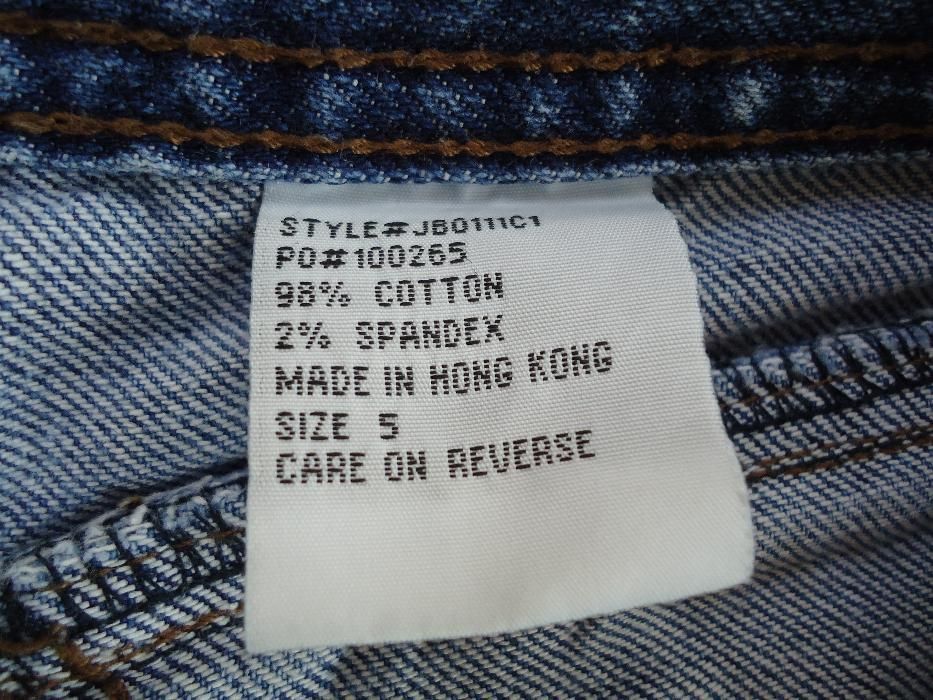 STYLE#JB0111C1
PO#100265
98% COTTON
2% SPANDEX
MADE IN HONG KONG
SIZE 5
CARE ON REVERSE